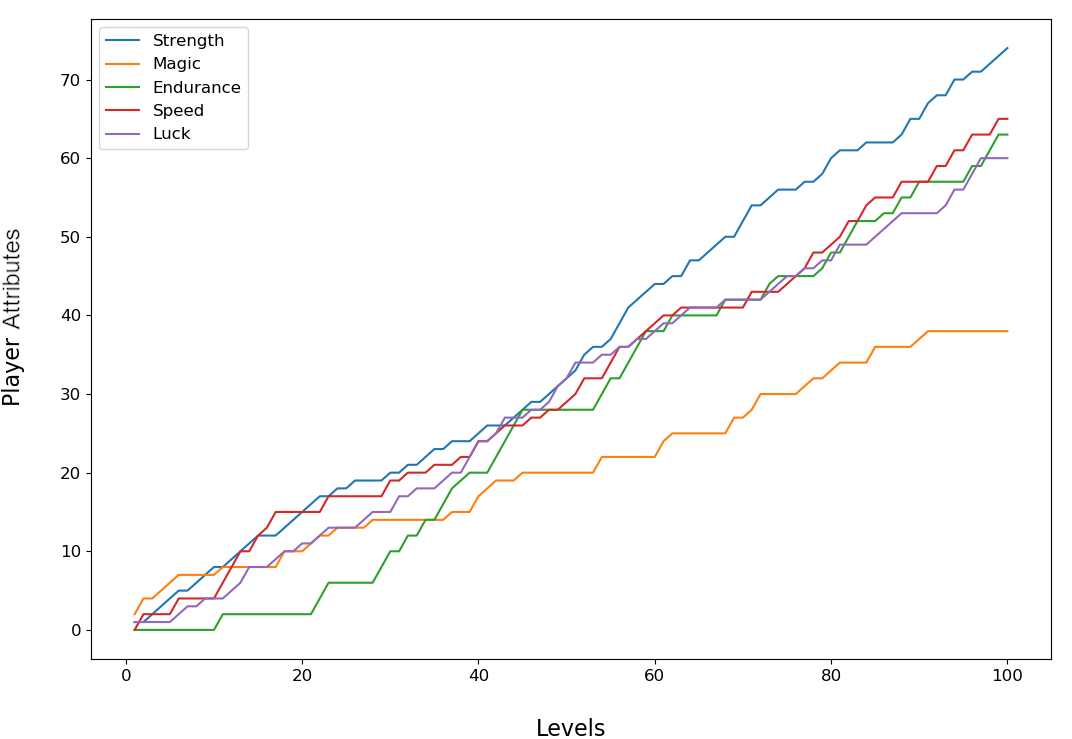 Strength
Magic
Endurance
Speed
Luck
Player Attributes
70
60
50
40
30
20
10
0
0 20 40 60 80 100
Levels